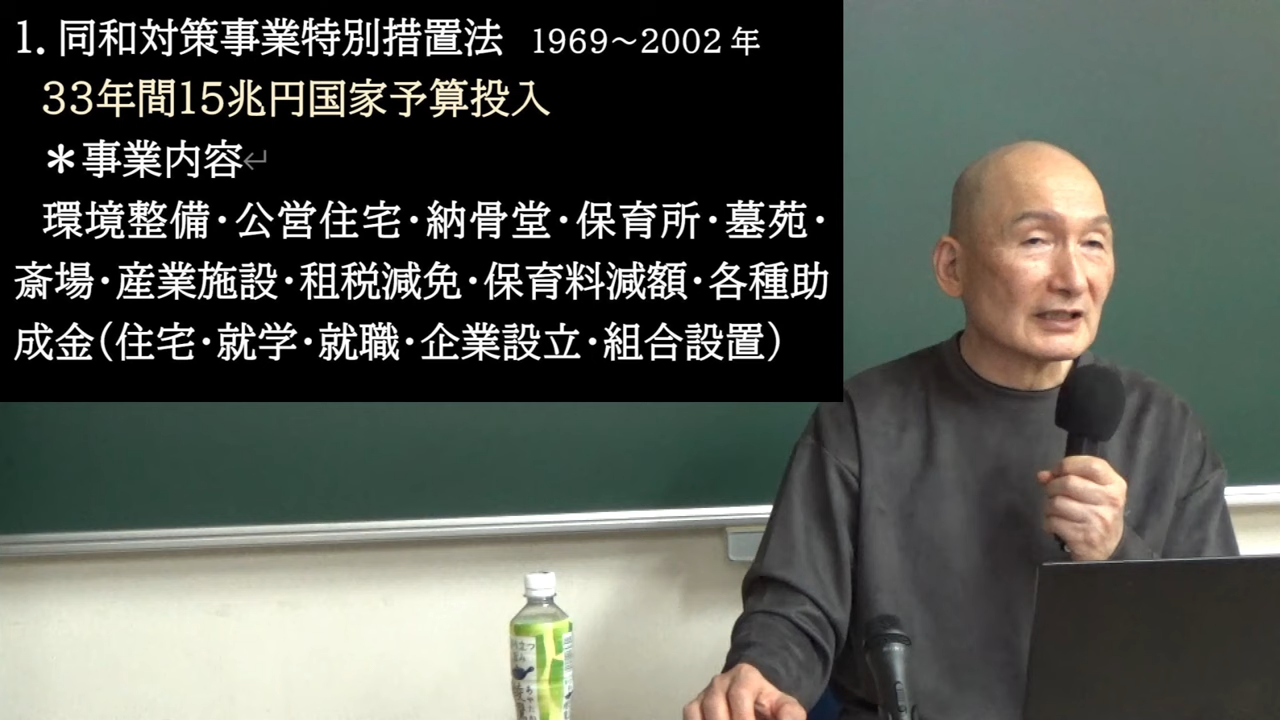 1. 同和対策事業特別措置法 1969～2002年
33年間15兆円国家予算投入
＊事業内容↵
環境整備・公営住宅・納骨堂・保育所・墓苑・
斎場・産業施設・租税減免・保育料減額・各種助
成金（住宅・就学・就職・企業設立・組合設置）